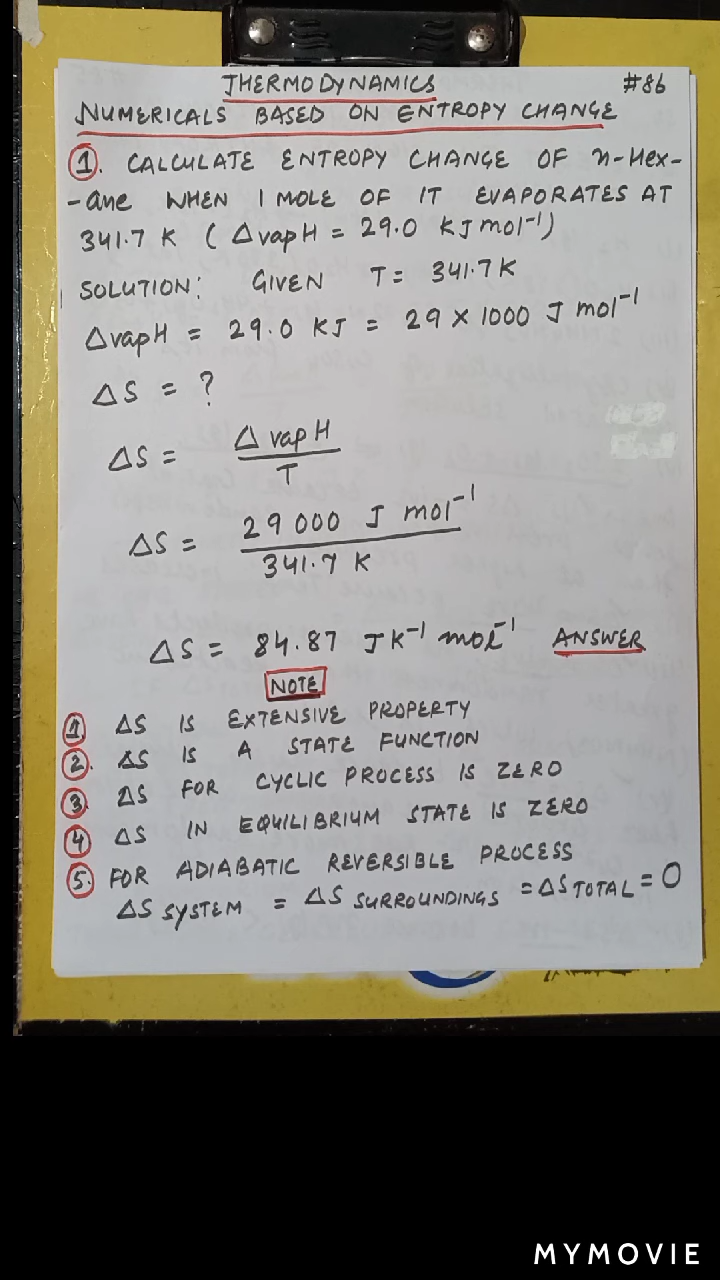 THERMODYNAMICS #86
NUMERICALS BASED ON ENTROPY CHANGE
1. CALCULATE ENTROPY CHANGE OF n-Hex-
-ane WHEN 1 MOLE OF IT EVAPORATES AT
341.7 K ( ΔvapH = 29.0 KJ mol⁻¹)
SOLUTION: GIVEN T = 341.7 K
ΔvapH = 29.0 KJ = 29 × 1000 J mol⁻¹
ΔS = ?
ΔS = ΔvapH / T
ΔS = 29000 J mol⁻¹ / 341.7 K
ΔS = 84.87 JK⁻¹ mol⁻¹ ANSWER
NOTE
1. ΔS IS EXTENSIVE PROPERTY
2. ΔS IS A STATE FUNCTION
3. ΔS FOR CYCLIC PROCESS IS ZERO
4 ΔS IN EQUILIBRIUM STATE IS ZERO
5. FOR ADIABATIC REVERSIBLE PROCESS
ΔS SYSTEM = ΔS SURROUNDINGS = ΔS TOTAL = 0
MYMOVIE